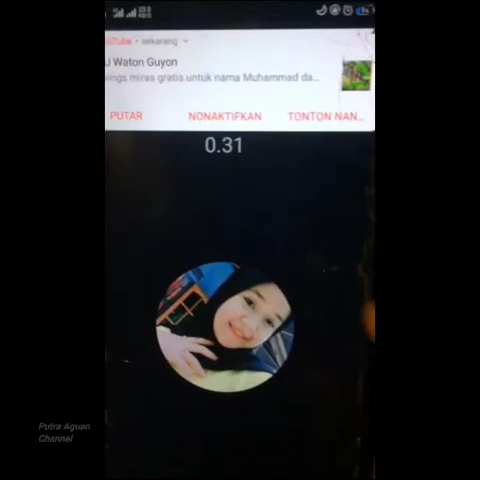 YouTube • sekarang
J Waton Guyon
wings miras gratis untuk nama Muhammad da...
PUTAR
NONAKTIFKAN
TONTON NAN...
0.31
Putra Aguan
Channel